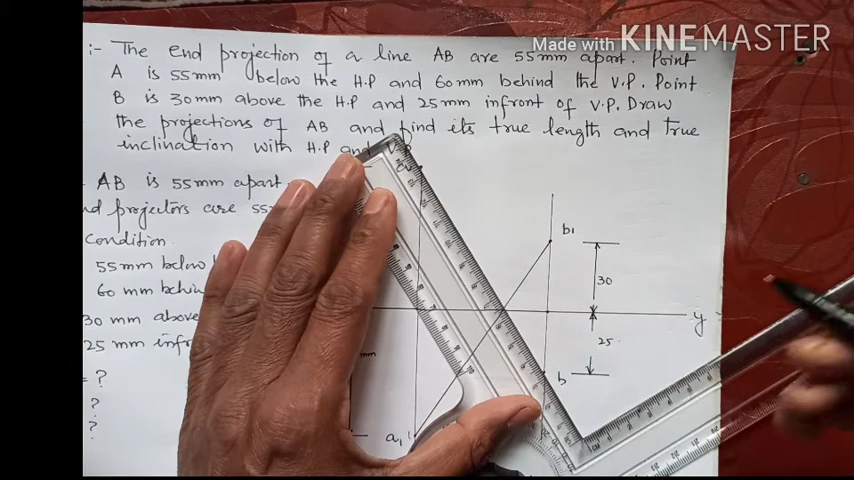 Made with KINEMASTER
:- The end projection of a line AB are 55mm apart. Point
A is 55mm below the H.P and 60mm behind the V.P. Point
B is 30mm above the H.P and 25mm infront of V.P. Draw
the projections of AB and find its true length and true
inclination with H.P and V.P
AB is 55mm apart
nd projectors are 55
Condition
55mm below
60 mm behin
30 mm above
25 mm infr
= ?
?
?
b1
30
y
25
b
mm
a1